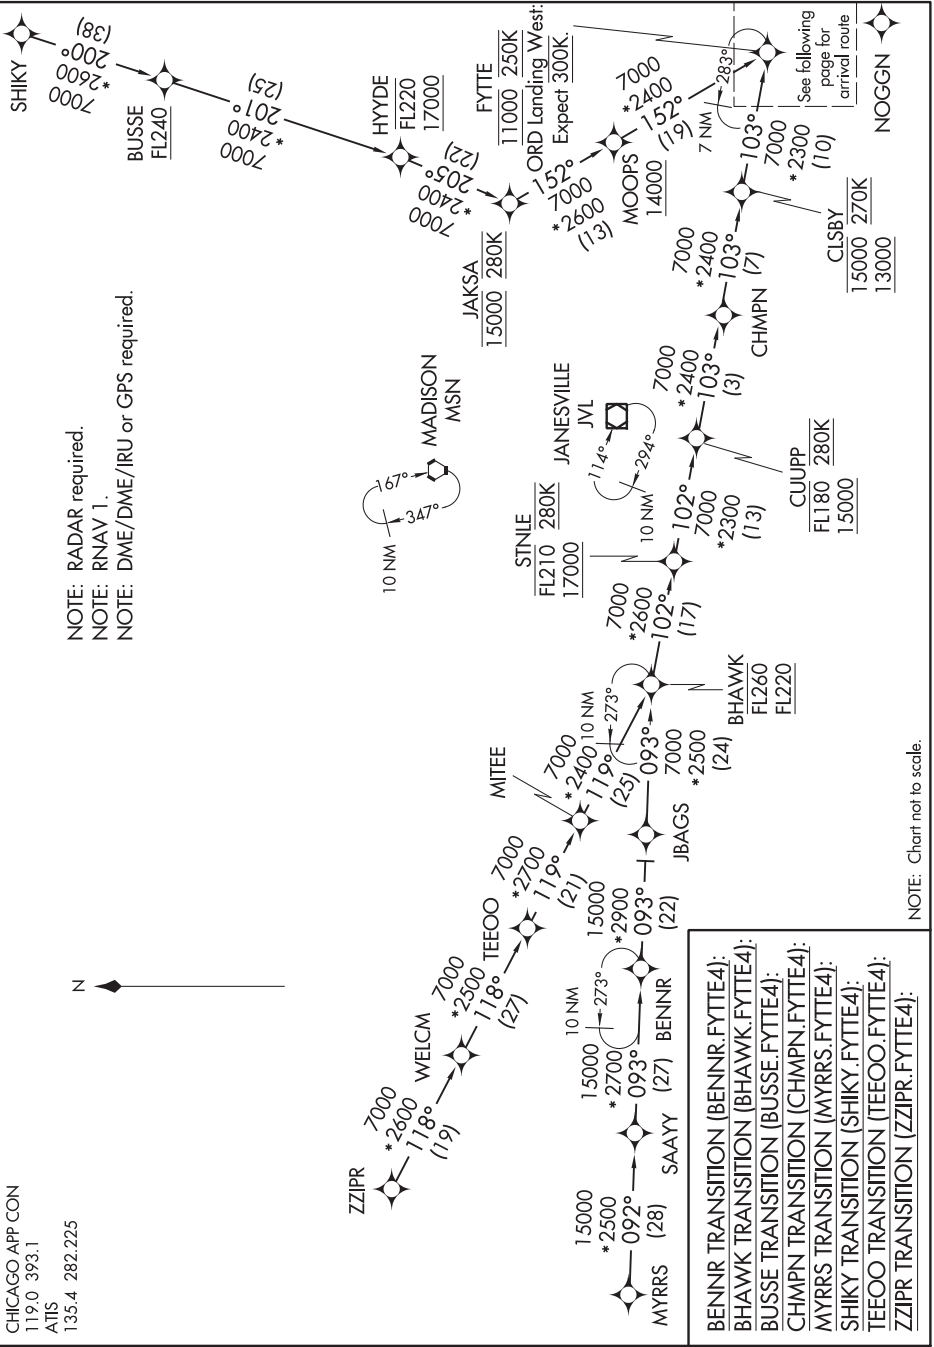 CHICAGO APP CON
119.0 393.1
ATIS
135.4 282.225
N
NOTE: RADAR required.
NOTE: RNAV 1.
NOTE: DME/DME/IRU or GPS required.
SHIKY
200°
(38)
7000
*2600
BUSSE
FL240
201°
(25)
7000
*2400
HYYDE
FL220
17000
205°
(22)
7000
*2400
JAKSA
15000 280K
152°
7000
*2600
(13)
MOOPS
14000
7000
*2400
152°
(19)
FYTTE
11000 250K
ORD Landing West:
Expect 300K.
283°
7 NM
See following
page for
arrival route
NOGGN
MADISON
MSN
167°
347°
10 NM
JANESVILLE
JVL
114°
294°
10 NM
ZZIPR
7000
*2600
118°
(19)
WELCM
7000
*2500
118°
(27)
TEEOO
7000
*2700
119°
(21)
MITEE
7000
*2400
119°
(25)
10 NM
273°
BHAWK
FL260
FL220
MYRRS
15000
*2500
092°
(28)
SAAYY
15000
*2700
093°
(27)
10 NM
273°
BENNR
15000
*2900
093°
(22)
JBAGS
093°
7000
*2500
(24)
7000
*2600
102°
(17)
STNLE
FL210 280K
17000
102°
7000
*2300
(13)
CUUPP
FL180 280K
15000
7000
*2400
103°
(3)
CHMPN
7000
*2400
103°
(7)
CLSBY
15000 270K
13000
103°
7000
*2300
(10)
BENNR TRANSITION (BENNR.FYTTE4):
BHAWK TRANSITION (BHAWK.FYTTE4):
BUSSE TRANSITION (BUSSE.FYTTE4):
CHMPN TRANSITION (CHMPN.FYTTE4):
MYRRS TRANSITION (MYRRS.FYTTE4):
SHIKY TRANSITION (SHIKY.FYTTE4):
TEEOO TRANSITION (TEEOO.FYTTE4):
ZZIPR TRANSITION (ZZIPR.FYTTE4):
NOTE: Chart not to scale.